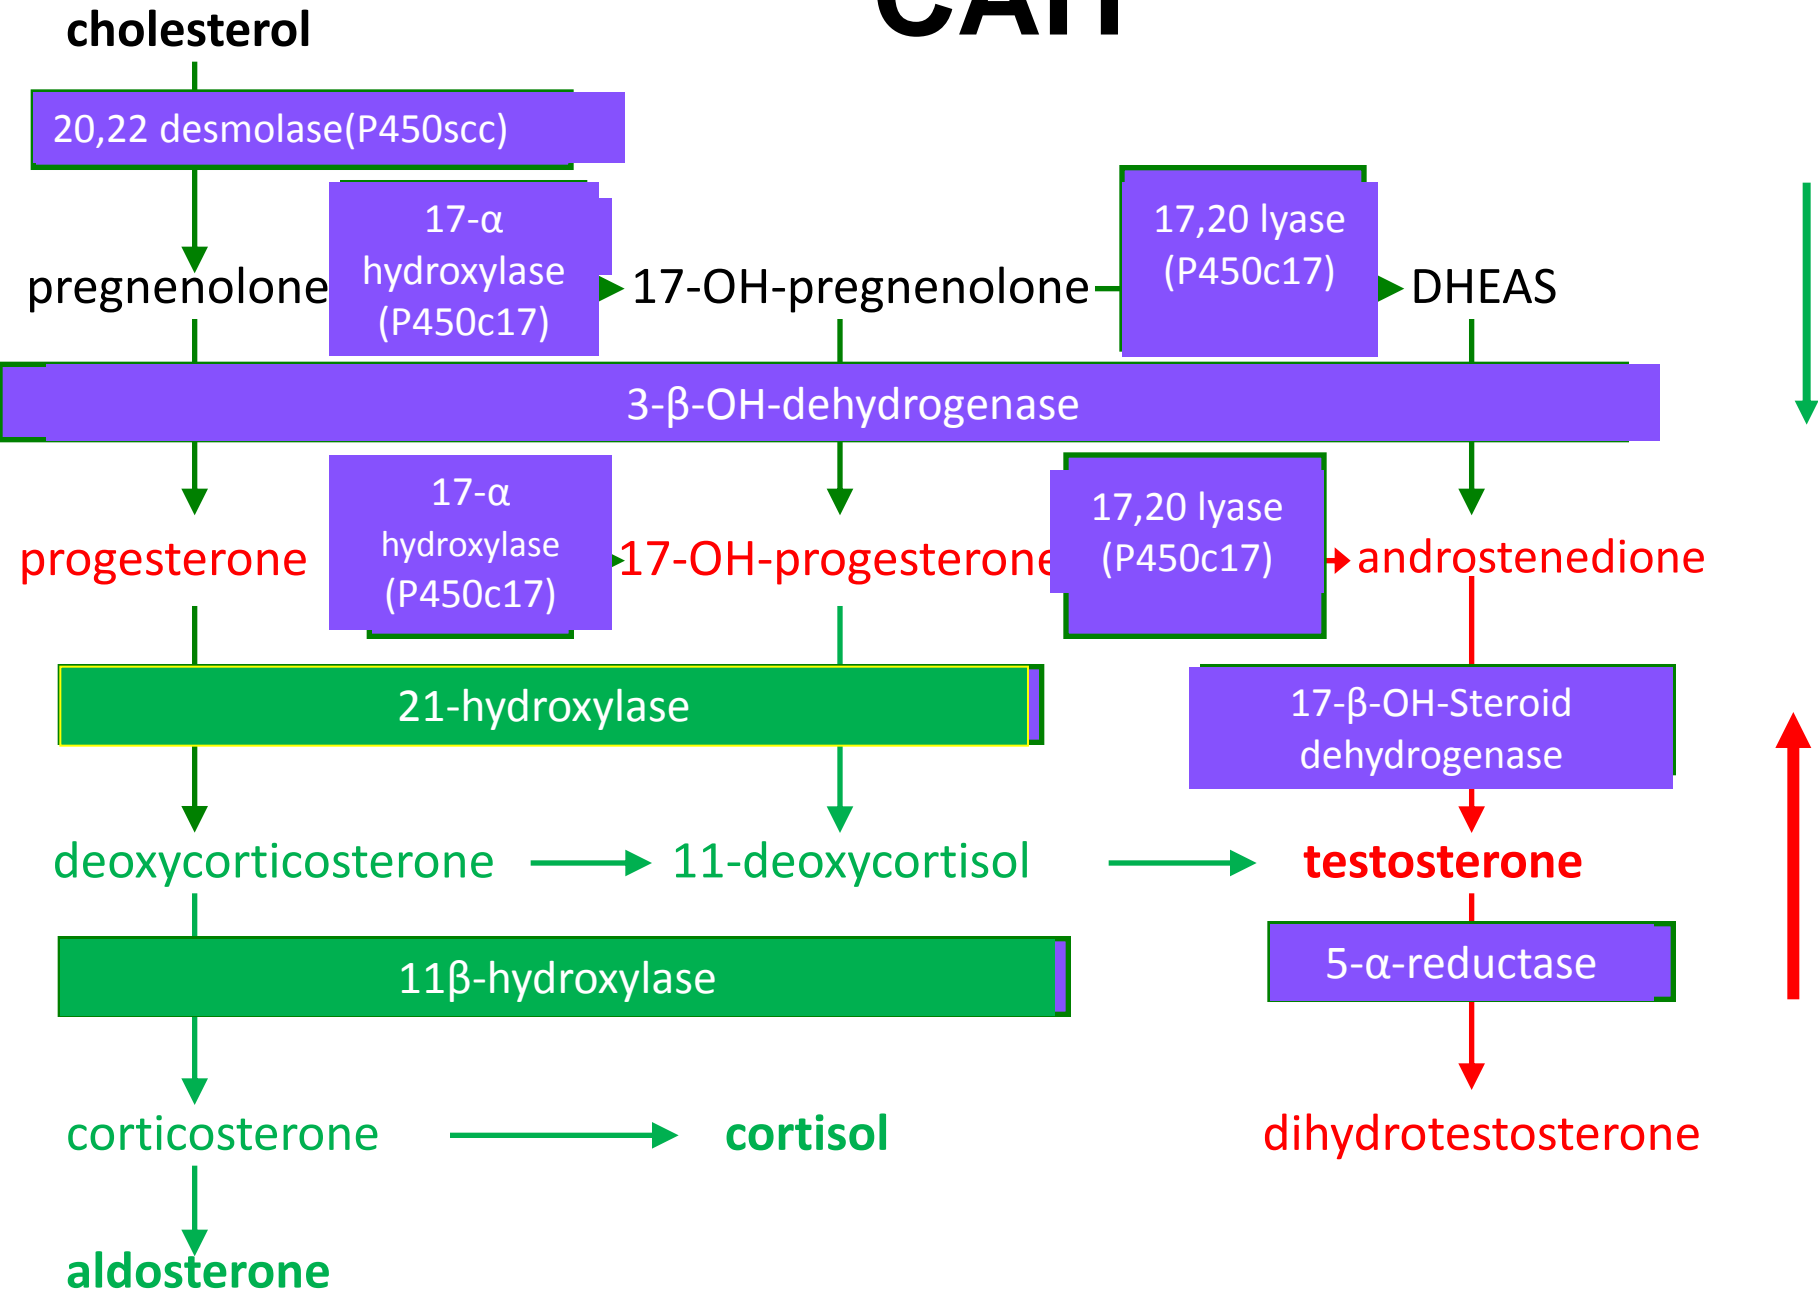 CAH
cholesterol
20,22 desmolase(P450scc)
17-α
hydroxylase
(P450c17)
17,20 lyase
(P450c17)
pregnenolone
17-OH-pregnenolone
DHEAS
3-β-OH-dehydrogenase
17-α
hydroxylase
(P450c17)
17,20 lyase
(P450c17)
progesterone
17-OH-progesterone
androstenedione
21-hydroxylase
17-β-OH-Steroid
dehydrogenase
deoxycorticosterone
11-deoxycortisol
testosterone
11β-hydroxylase
5-α-reductase
corticosterone
cortisol
dihydrotestosterone
aldosterone